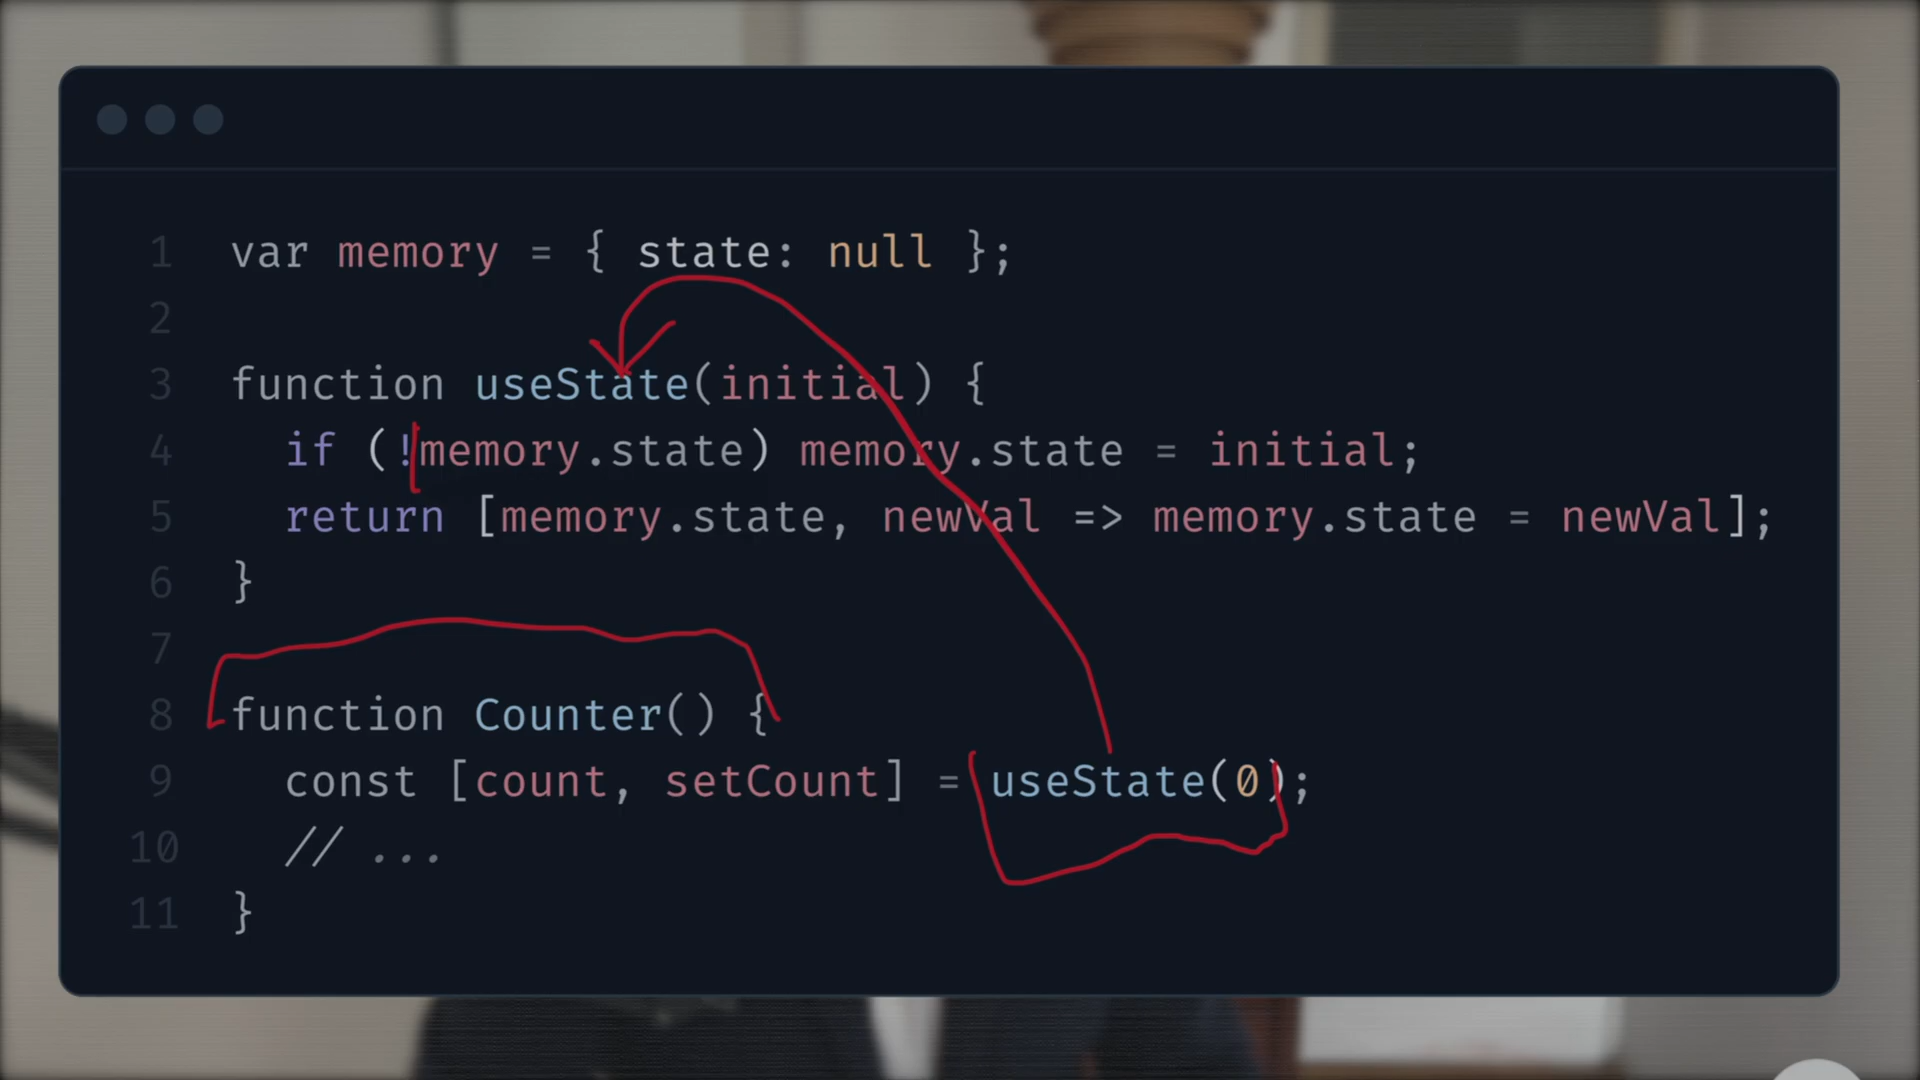 1 var memory = { state: null };
2
3 function useState(initial) {
4 if (!memory.state) memory.state = initial;
5 return [memory.state, newVal => memory.state = newVal];
6 }
7
8 function Counter() {
9 const [count, setCount] = useState(0);
10 // ...
11 }